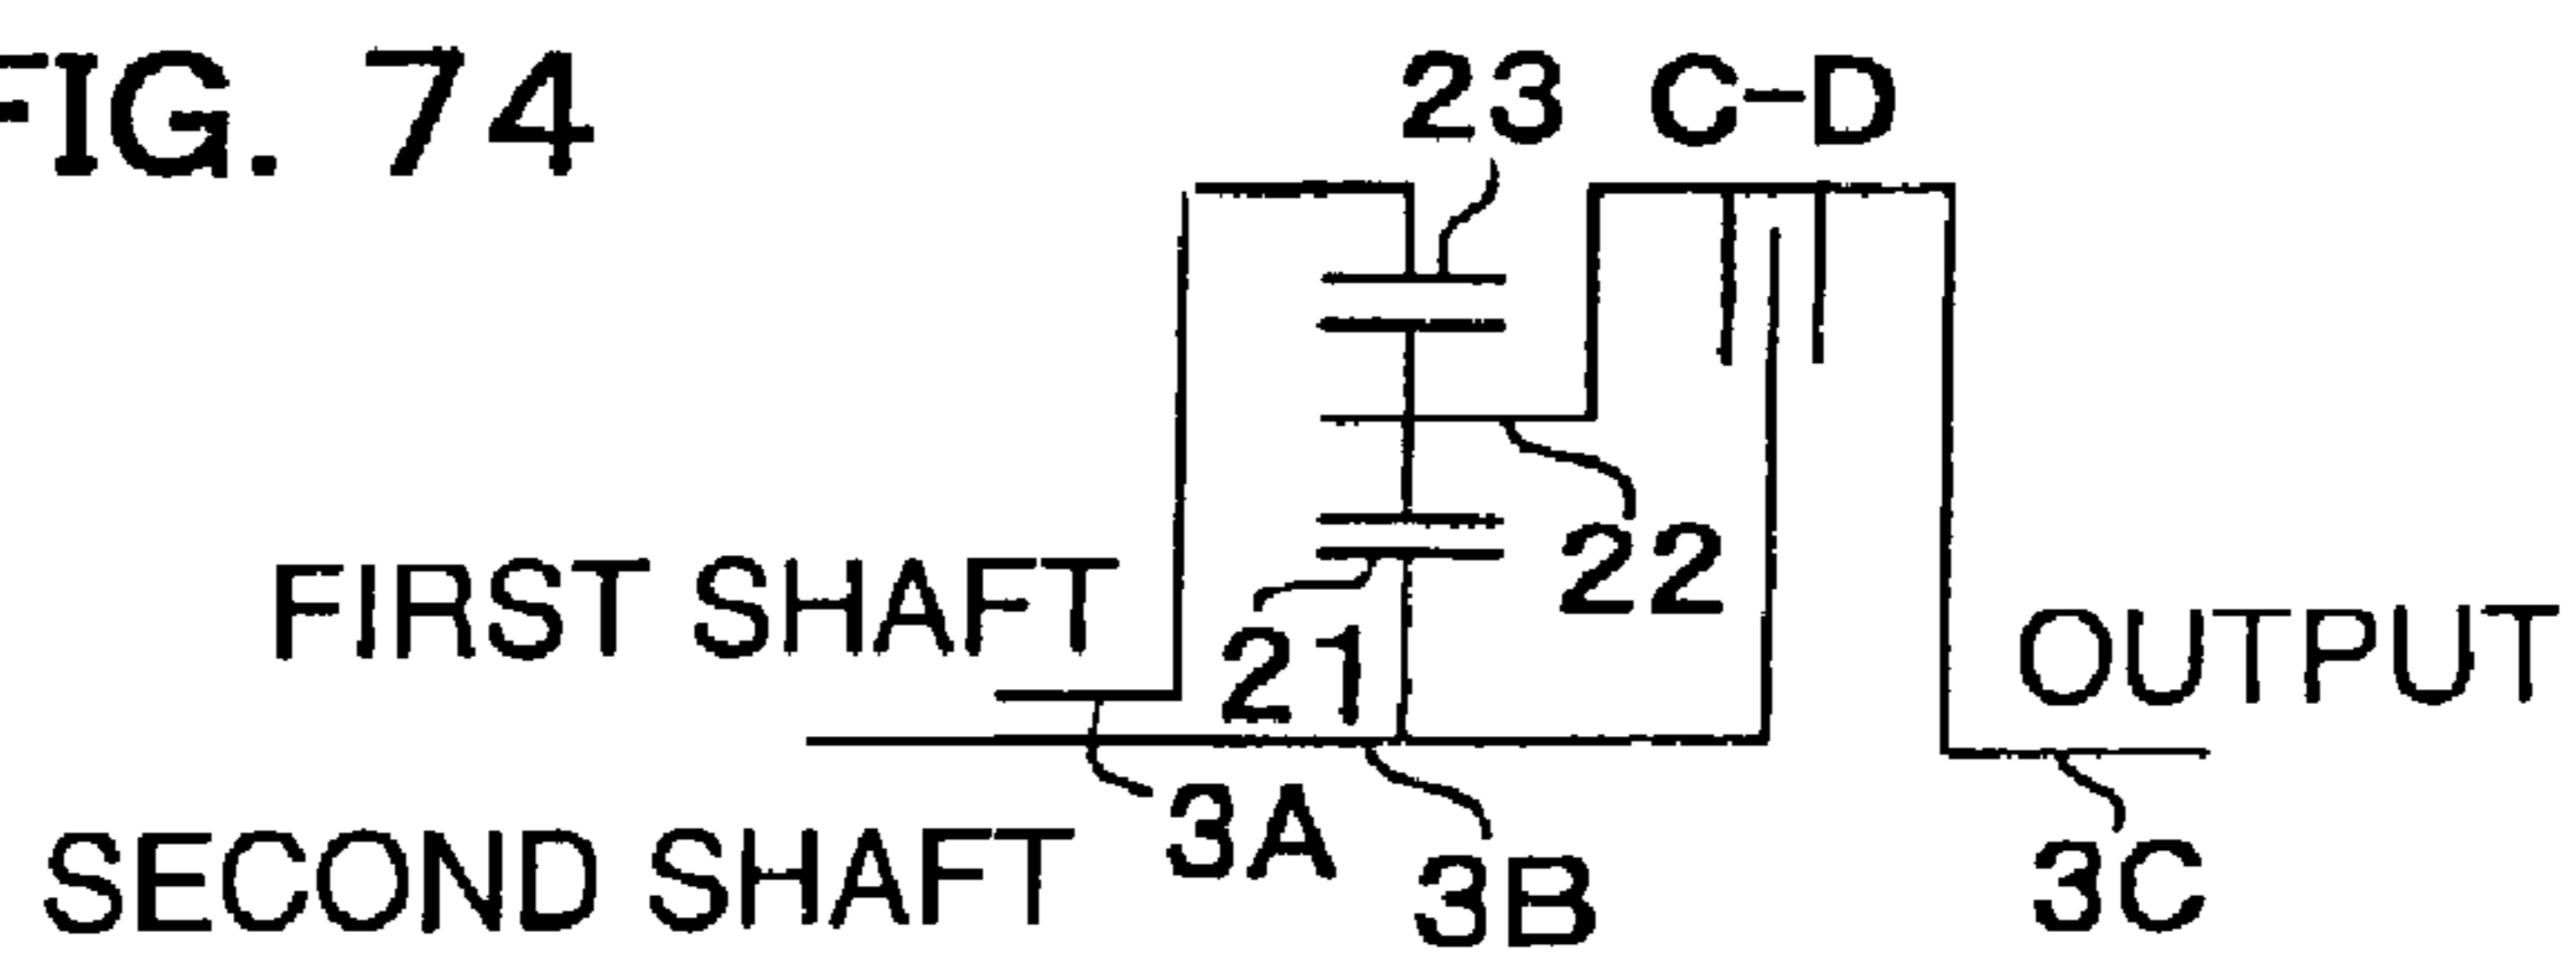 FIG. 74
23 C-D
22
FIRST SHAFT
21
OUTPUT
3A
SECOND SHAFT
3B
3C